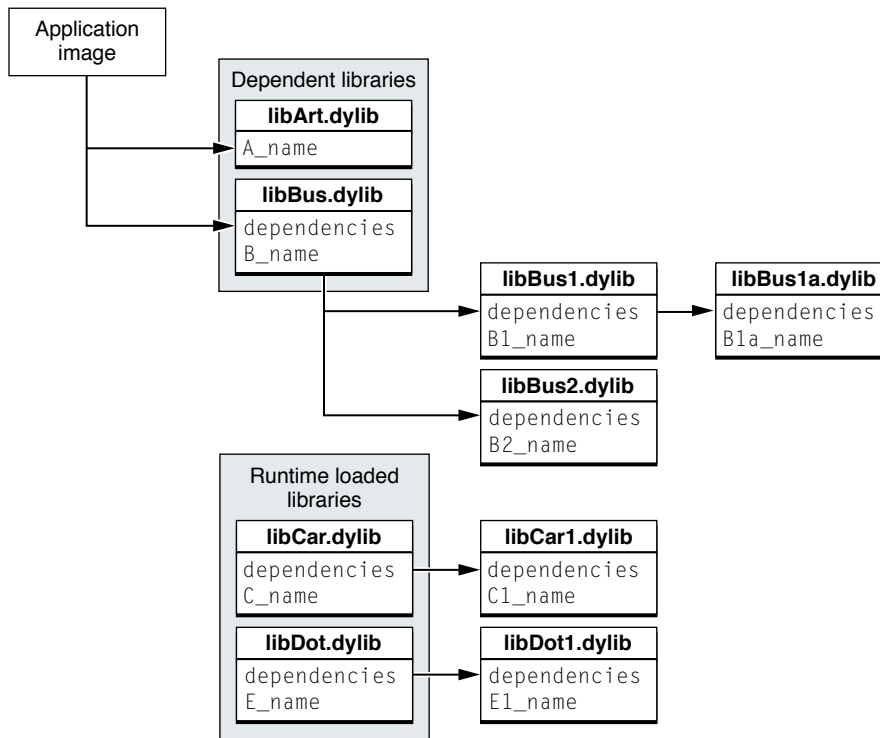 Application
image
Dependent libraries
libArt.dylib
A_name
libBus.dylib
dependencies
B_name
libBus1.dylib
dependencies
B1_name
libBus1a.dylib
dependencies
B1a_name
libBus2.dylib
dependencies
B2_name
Runtime loaded
libraries
libCar.dylib
dependencies
C_name
libCar1.dylib
dependencies
C1_name
libDot.dylib
dependencies
E_name
libDot1.dylib
dependencies
E1_name